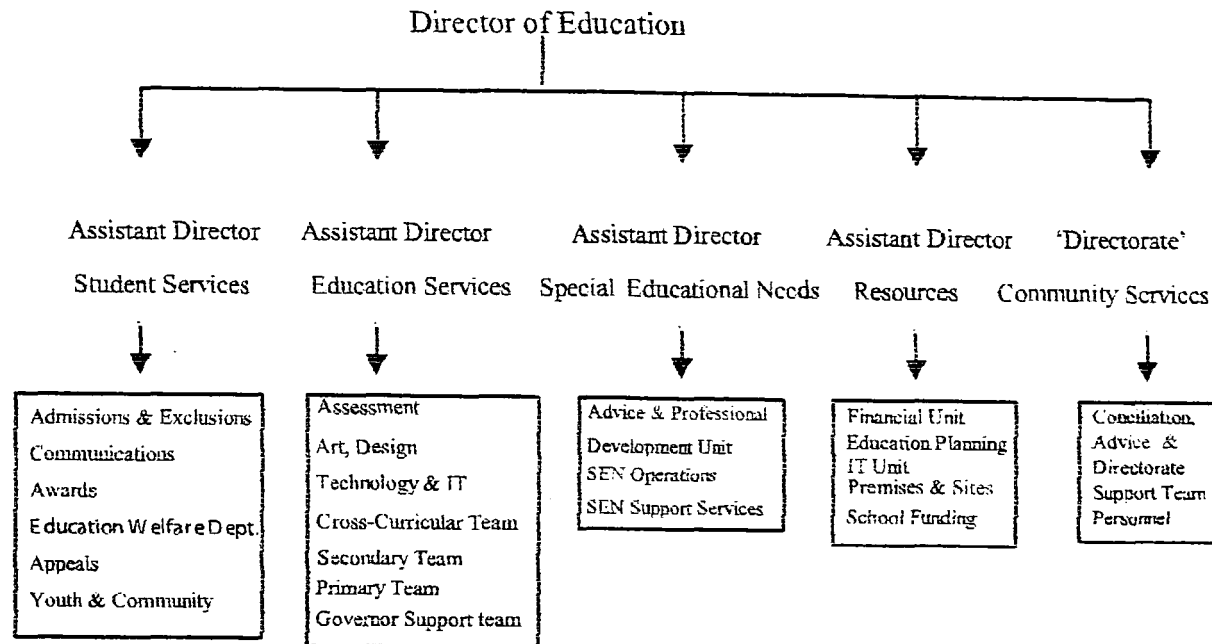 Director of Education
Assistant Director
Student Services
Assistant Director
Education Services
Assistant Director
Special Educational Needs
Assistant Director
Resources
'Directorate'
Community Services
Admissions & Exclusions
Communications
Awards
Education Welfare Dept.
Appeals
Youth & Community
Assessment
Art, Design
Technology & IT
Cross-Curricular Team
Secondary Team
Primary Team
Governor Support team
Advice & Professional
Development Unit
SEN Operations
SEN Support Services
Financial Unit
Education Planning
IT Unit
Premises & Sites
School Funding
Conciliation,
Advice &
Directorate
Support Team
Personnel